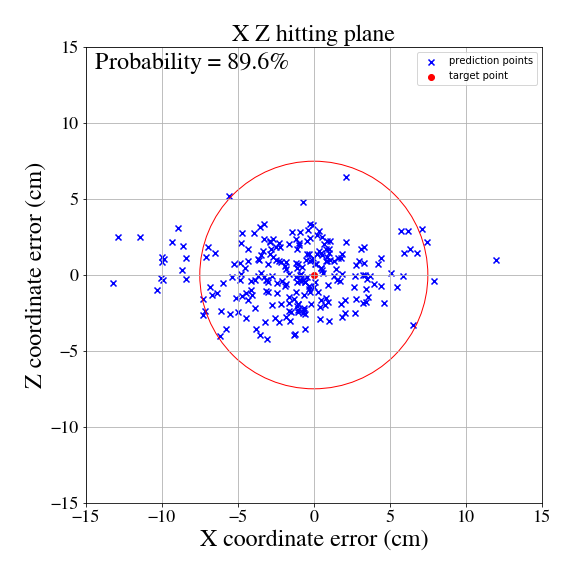 X Z hitting plane
Probability = 89.6%
prediction points
target point
15
10
5
0
−5
−10
−15
Z coordinate error (cm)
−15
−10
−5
0
5
10
15
X coordinate error (cm)